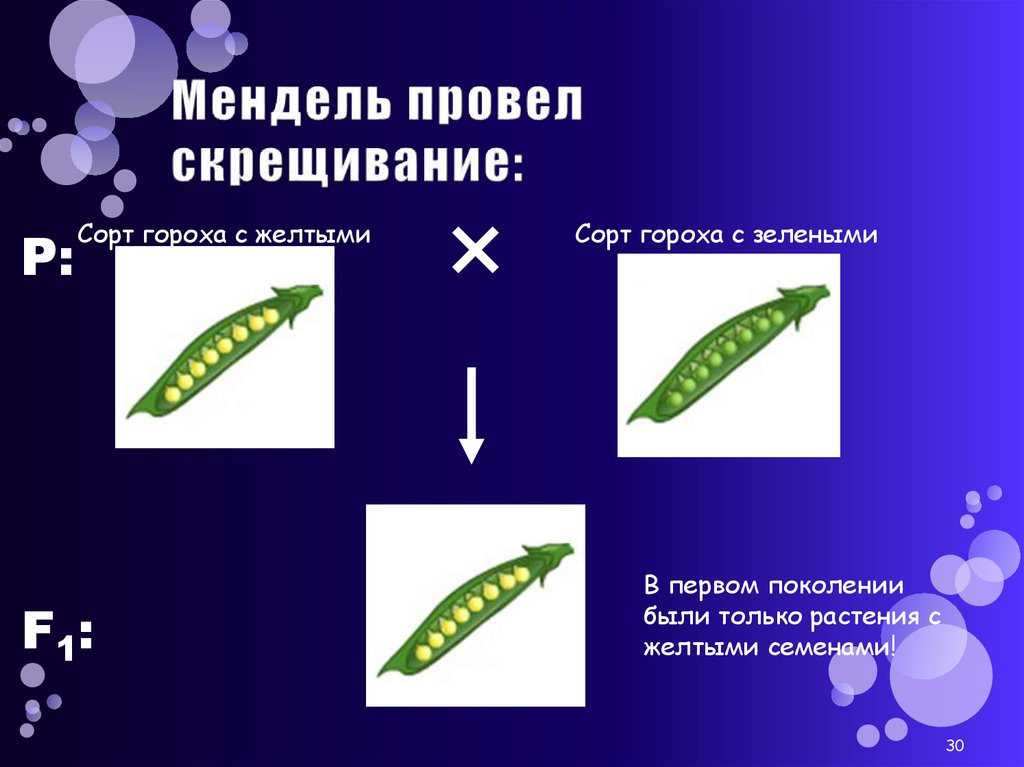 Мендель провел
скрещивание:
P:
Сорт гороха с желтыми
×
Сорт гороха с зелеными
F₁:
В первом поколении
были только растения с
желтыми семенами!
30